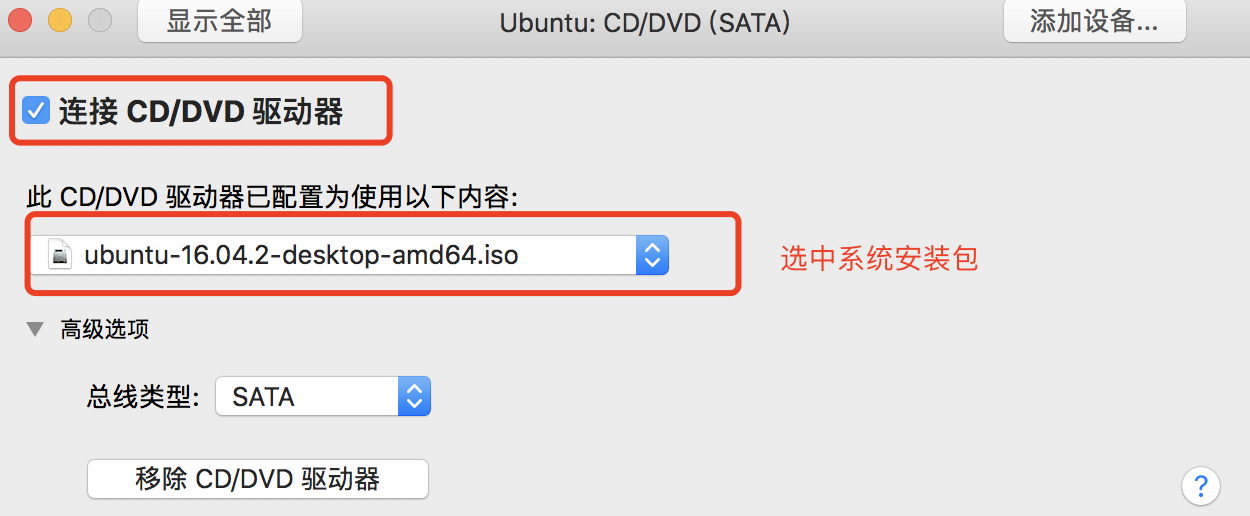 显示全部
Ubuntu: CD/DVD (SATA)
添加设备...
连接 CD/DVD 驱动器
此 CD/DVD 驱动器已配置为使用以下内容:
ubuntu-16.04.2-desktop-amd64.iso
选中系统安装包
高级选项
总线类型: SATA
移除 CD/DVD 驱动器
?